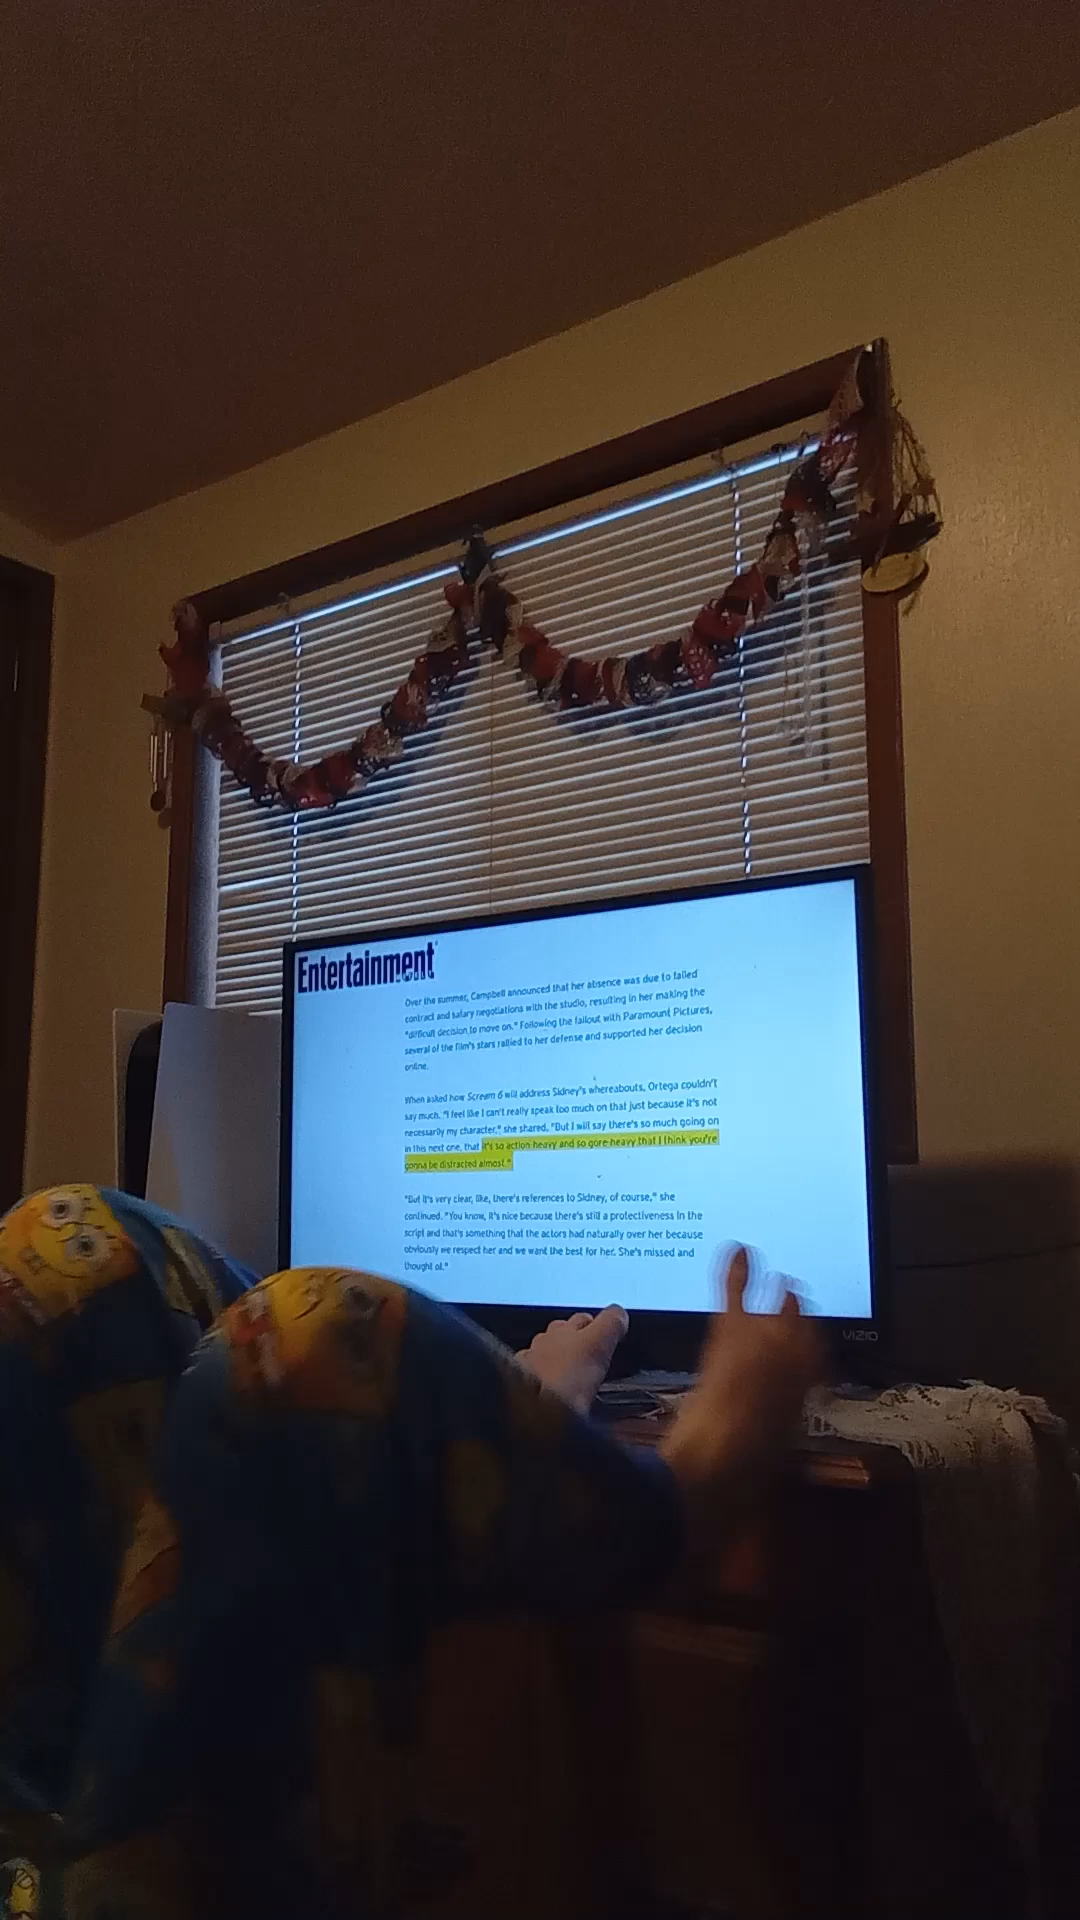 Entertainment
Over the summer, Campbell announced that her absence was due to failed
contract and salary negotiations with the studio, resulting in her making the
"difficult decision to move on." Following the fallout with Paramount Pictures,
several of the film's stars rallied to her defense and supported her decision
online.
When asked how Scream 6 will address Sidney's whereabouts, Ortega couldn't
say much. "I feel like I can't really speak too much on that just because it's not
necessarily my character," she shared. "But I will say there's so much going on
in this next one, that it's so action heavy and so gore heavy that I think you're
gonna be distracted almost."
"But it's very clear, like, there's references to Sidney, of course," she
continued. "You know, it's nice because there's still a protectiveness in the
script and that's something that the actors had naturally over her because
obviously we respect her and we want the best for her. She's missed and
thought of."
VIZIO